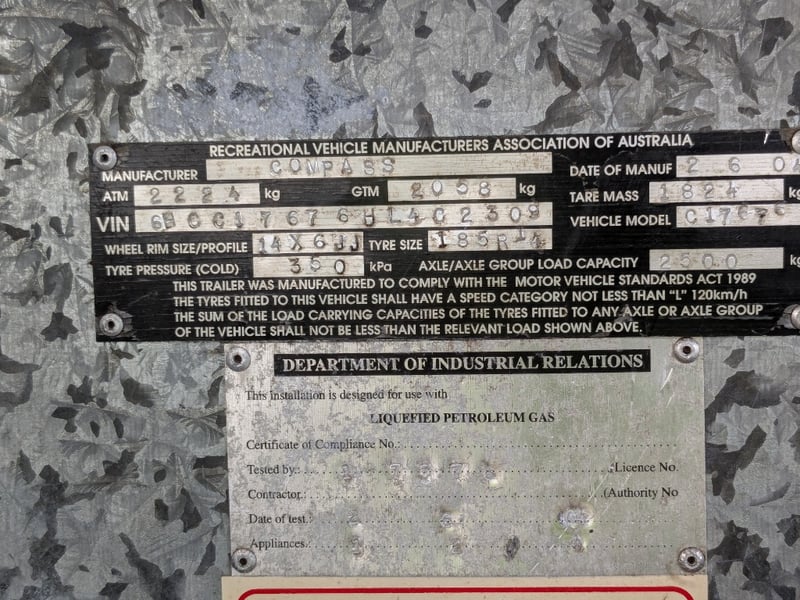 RECREATIONAL VEHICLE MANUFACTURERS ASSOCIATION OF AUSTRALIA
MANUFACTURER COMPASS DATE OF MANUF 2 6 04
ATM 2224 kg GTM 2058 kg TARE MASS 1824 kg
VIN VEHICLE MODEL
WHEEL RIM SIZE/PROFILE 14X6JJ TYRE SIZE 185R14
TYRE PRESSURE (COLD) 350 kPa AXLE/AXLE GROUP LOAD CAPACITY 2500 kg
THIS TRAILER WAS MANUFACTURED TO COMPLY WITH THE MOTOR VEHICLE STANDARDS ACT 1989
THE TYRES FITTED TO THIS VEHICLE SHALL HAVE A SPEED CATEGORY NOT LESS THAN "L" 120km/h
THE SUM OF THE LOAD CARRYING CAPACITIES OF THE TYRES FITTED TO ANY AXLE OR AXLE GROUP
OF THE VEHICLE SHALL NOT BE LESS THAN THE RELEVANT LOAD SHOWN ABOVE.
DEPARTMENT OF INDUSTRIAL RELATIONS
This installation is designed for use with
LIQUEFIED PETROLEUM GAS
Certificate of Compliance No.:
Tested by: (Licence No.
Contractor: (Authority No
Date of test:
Appliances: